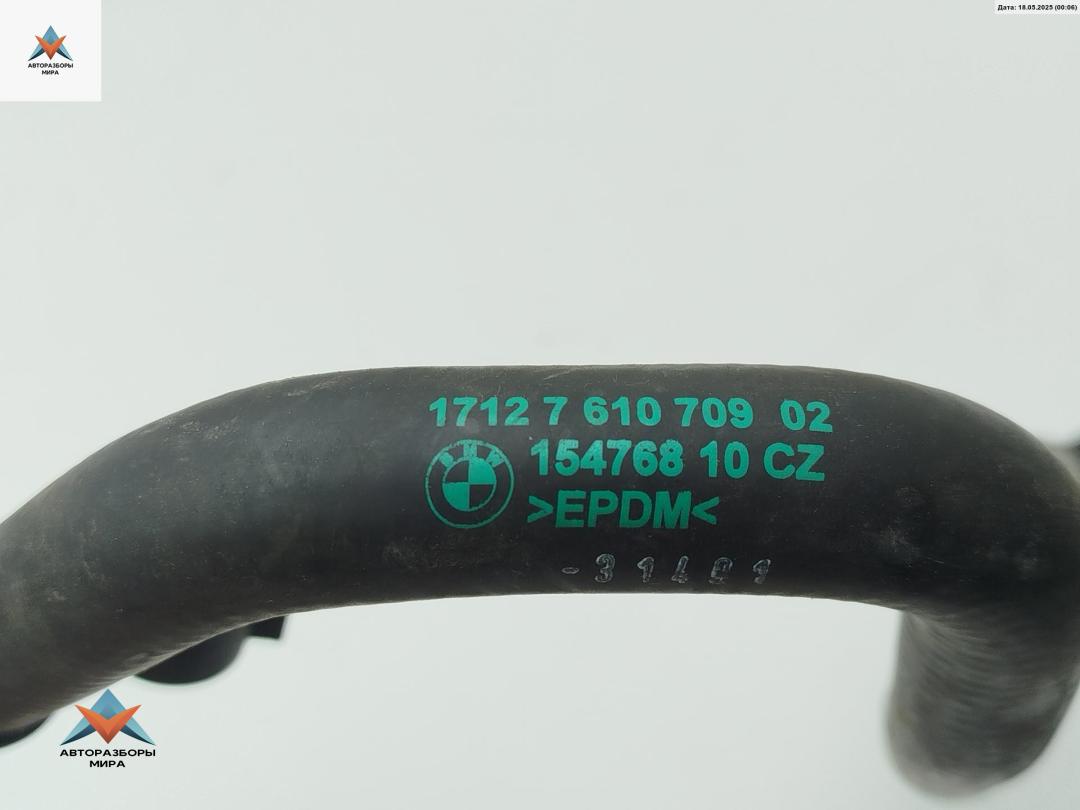 АВТОРАЗБОРЫ
МИРА
Дата: 18.05.2025 (00:06)
1712 7 610 709 02
BMW
154768 10 CZ
>EPDM<
АВТОРАЗБОРЫ
МИРА